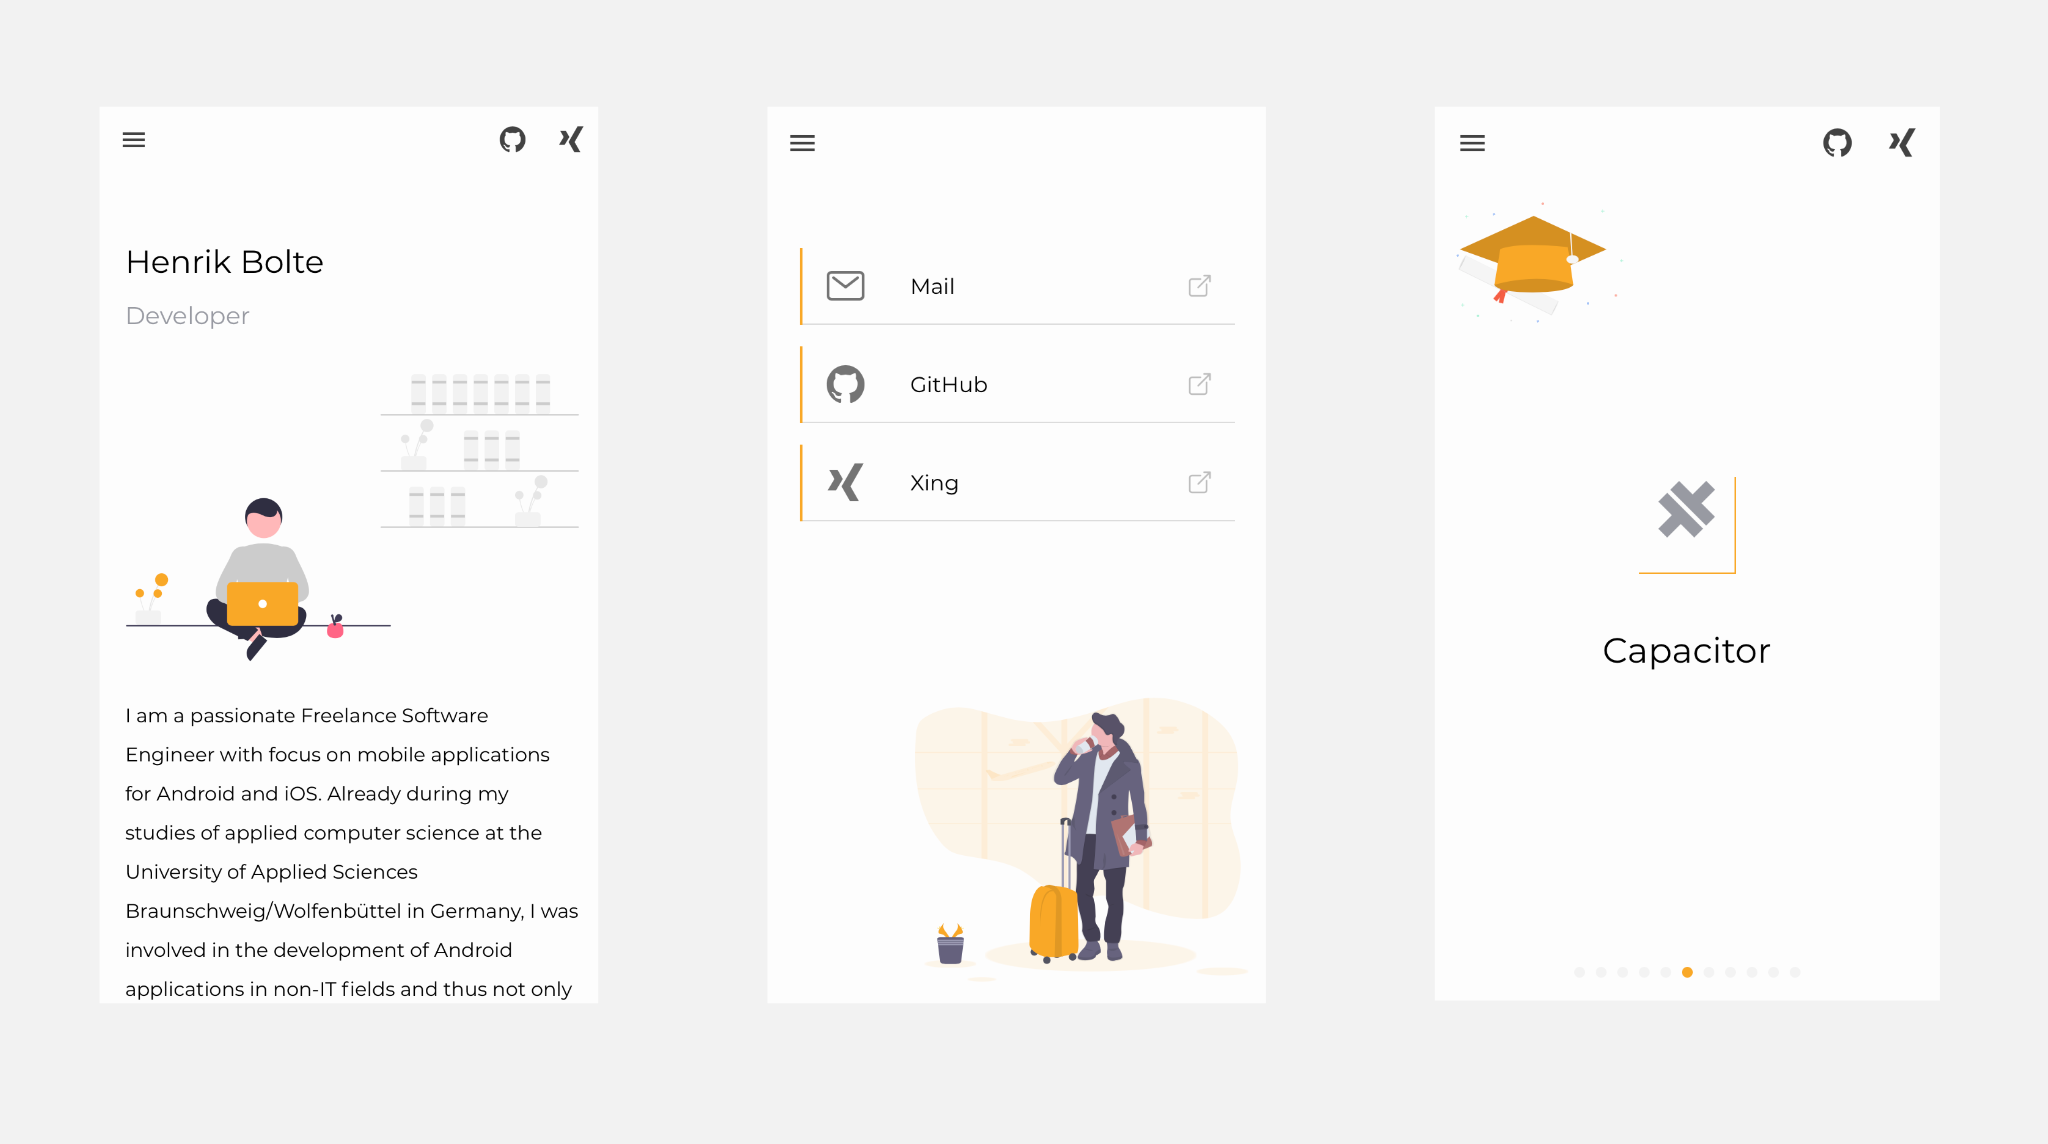 Henrik Bolte
Developer
I am a passionate Freelance Software
Engineer with focus on mobile applications
for Android and iOS. Already during my
studies of applied computer science at the
University of Applied Sciences
Braunschweig/Wolfenbüttel in Germany, I was
involved in the development of Android
applications in non-IT fields and thus not only
Mail
GitHub
Xing
Capacitor